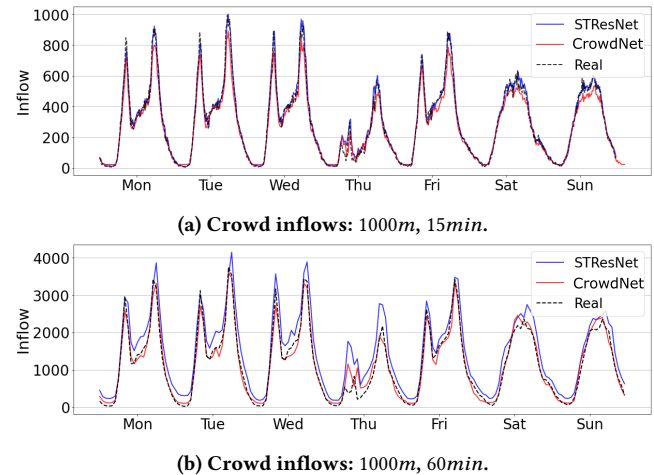 1000
800
600
400
200
0
Inflow
STResNet
CrowdNet
Real
Mon Tue Wed Thu Fri Sat Sun
(a) Crowd inflows: 1000m, 15min.
4000
3000
2000
1000
0
Inflow
STResNet
CrowdNet
Real
Mon Tue Wed Thu Fri Sat Sun
(b) Crowd inflows: 1000m, 60min.